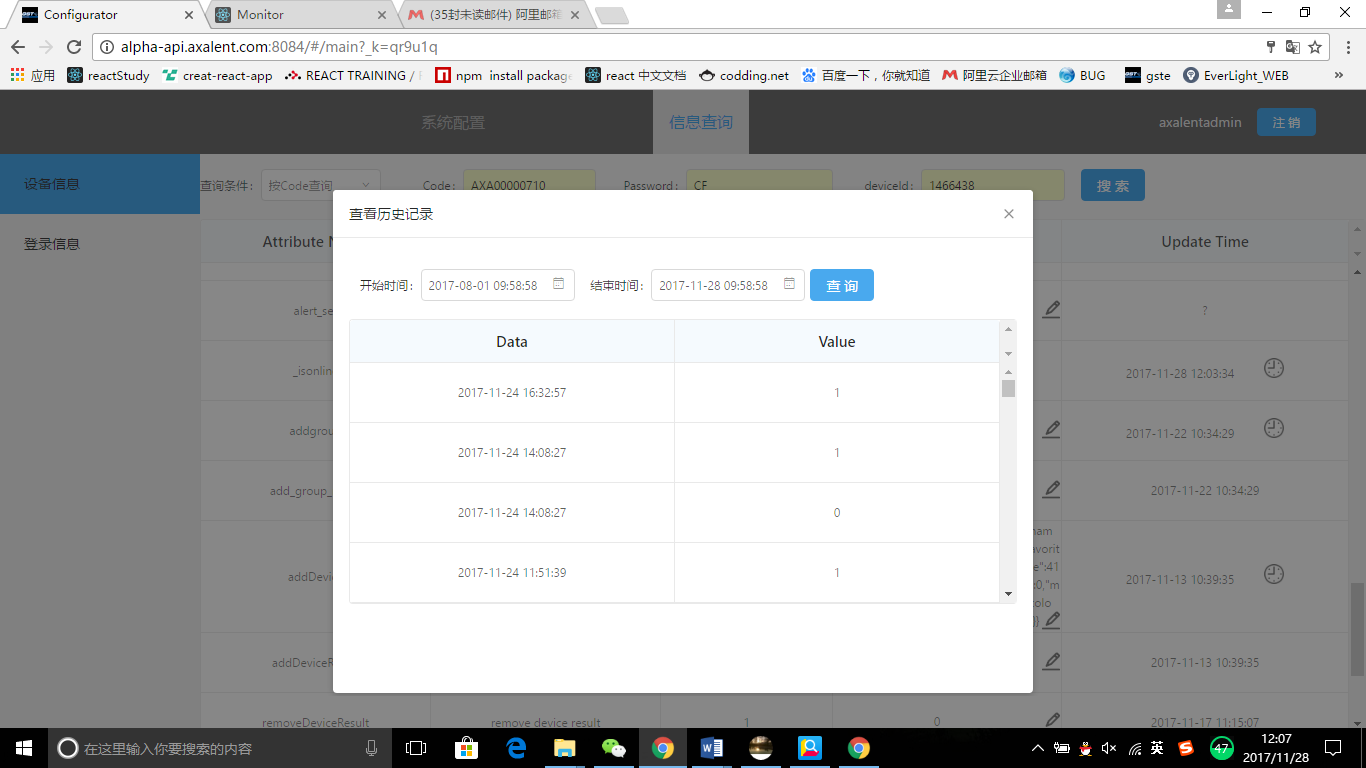 Configurator
Monitor
(35封未读邮件) 阿里邮箱
alpha-api.axalent.com:8084/#/main?_k=qr9u1q
应用 reactStudy creat-react-app REACT TRAINING / npm install package react 中文文档 codding.net 百度一下，你就知道 阿里云企业邮箱 BUG gste EverLight_WEB »
系统配置 信息查询 axalentadmin 注 销
设备信息
登录信息
查询条件： 按Code查询 Code： AXA00000710 Password： CF deviceId： 1466438 搜 索
查看历史记录
开始时间： 2017-08-01 09:58:58 结束时间： 2017-11-28 09:58:58 查 询
Data Value
2017-11-24 16:32:57 1
2017-11-24 14:08:27 1
2017-11-24 14:08:27 0
2017-11-24 11:51:39 1
Attribute N Update Time
alert_se ?
_isonlin 2017-11-28 12:03:34
addgrou 2017-11-22 10:34:29
add_group_ 2017-11-22 10:34:29
addDevi 2017-11-13 10:39:35
addDeviceR 2017-11-13 10:39:35
removeDeviceResult remove device result 1 0 2017-11-17 11:15:07
在这里输入你要搜索的内容
英
47
12:07
2017/11/28